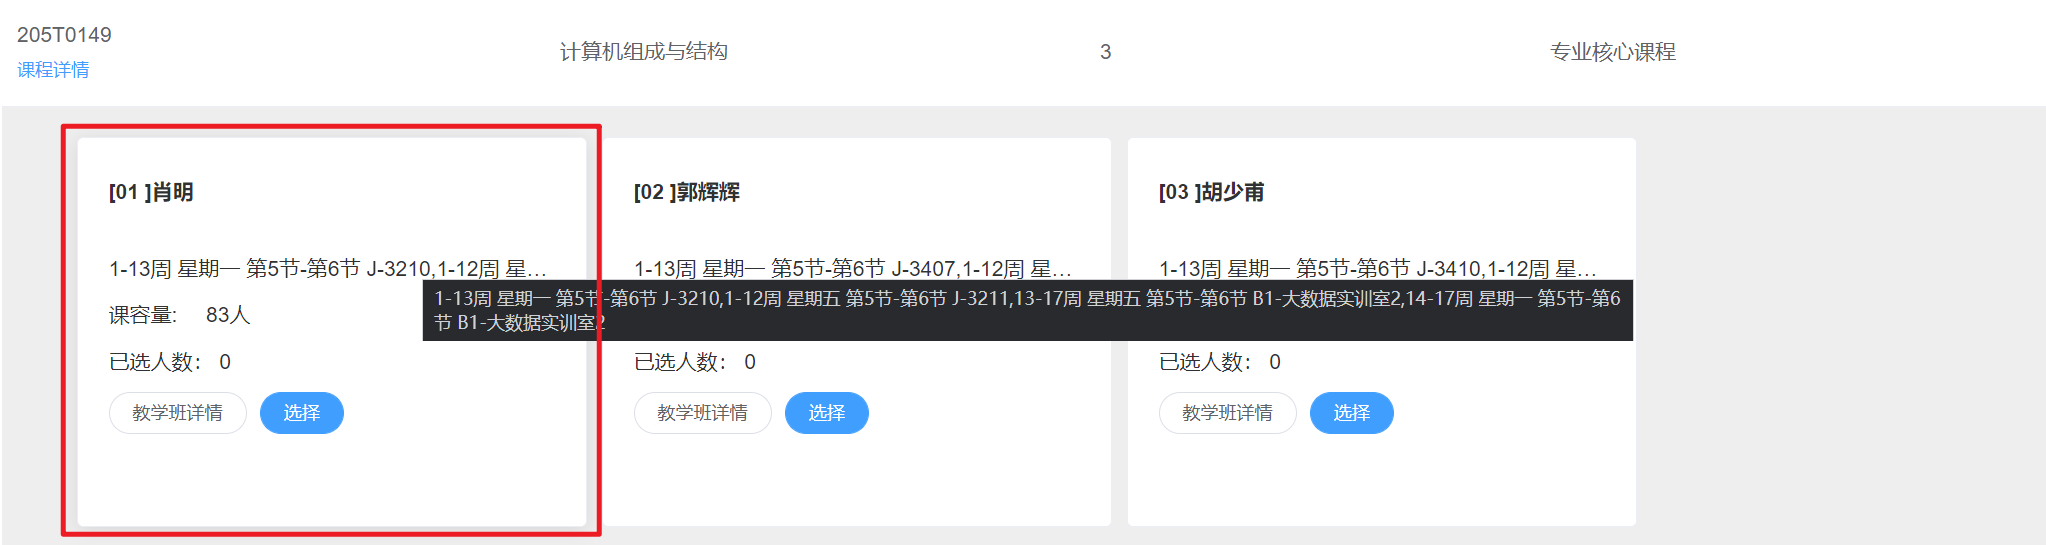 205T0149
课程详情
计算机组成与结构
3
专业核心课程
[01 ]肖明
1-13周 星期一 第5节-第6节 J-3210,1-12周 星...
课容量: 83人
已选人数： 0
教学班详情 选择
[02 ]郭辉辉
1-13周 星期一 第5节-第6节 J-3407,1-12周 星...
已选人数： 0
教学班详情 选择
[03 ]胡少甫
1-13周 星期一 第5节-第6节 J-3410,1-12周 星...
已选人数： 0
教学班详情 选择
1-13周 星期一 第5节-第6节 J-3210,1-12周 星期五 第5节-第6节 J-3211,13-17周 星期五 第5节-第6节 B1-大数据实训室2,14-17周 星期一 第5节-第6
节 B1-大数据实训室2